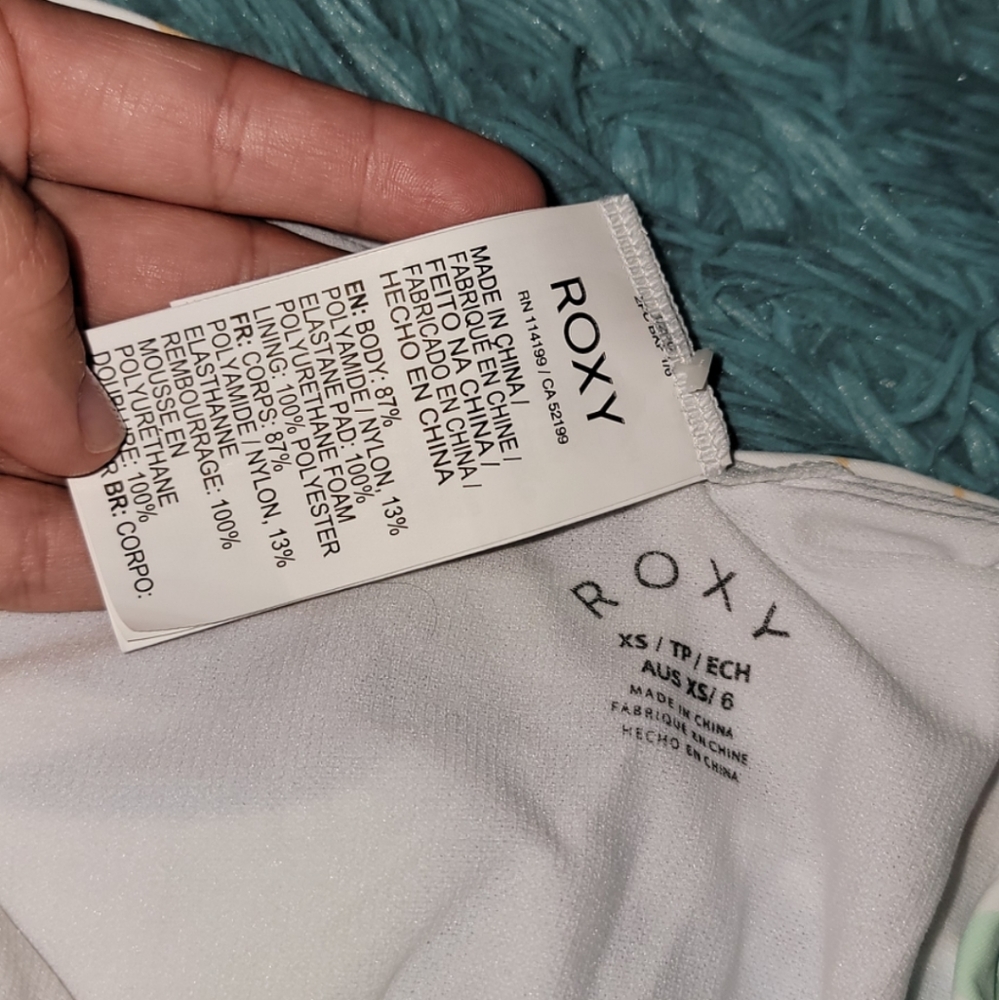 ROXY
RN 114199 / CA 52199
MADE IN CHINA /
FABRIQUÉ EN CHINE /
FEITO NA CHINA /
FABRICADO EN CHINA /
HECHO EN CHINA
EN: BODY: 87%
POLYAMIDE / NYLON, 13%
ELASTANE PAD: 100%
POLYURETHANE FOAM
LINING: 100% POLYESTER
FR: CORPS: 87%
POLYAMIDE / NYLON, 13%
ELASTHANNE
REMBOURRAGE: 100%
MOUSSE EN
POLYURETHANE
DOUBLURE: 100%
BR: CORPO:
ROXY
XS / TP / ECH
AUS XS/ 6
MADE IN CHINA
FABRIQUE EN CHINE
HECHO EN CHINA